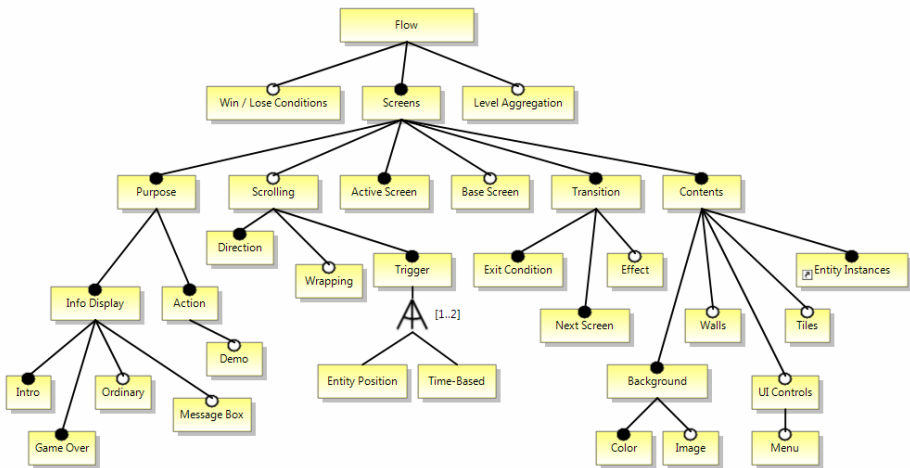 Flow
Win / Lose Conditions
Screens
Level Aggregation
Purpose
Scrolling
Active Screen
Base Screen
Transition
Contents
Direction
Wrapping
Trigger
Exit Condition
Effect
Entity Instances
Info Display
Action
[1..2]
Next Screen
Walls
Tiles
Demo
Intro
Ordinary
Message Box
Game Over
Entity Position
Time-Based
Background
UI Controls
Color
Image
Menu